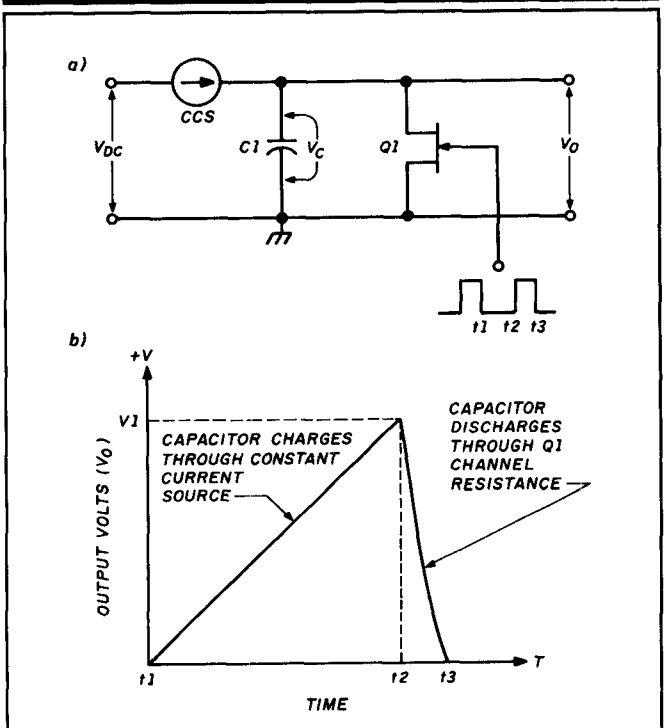 a)
CCS
VDC
C1
VC
Q1
VO
t1 t2 t3
b)
+V
V1
CAPACITOR CHARGES
THROUGH CONSTANT
CURRENT
SOURCE
CAPACITOR
DISCHARGES
THROUGH Q1
CHANNEL
RESISTANCE
OUTPUT VOLTS (VO)
t1
t2
t3
T
TIME